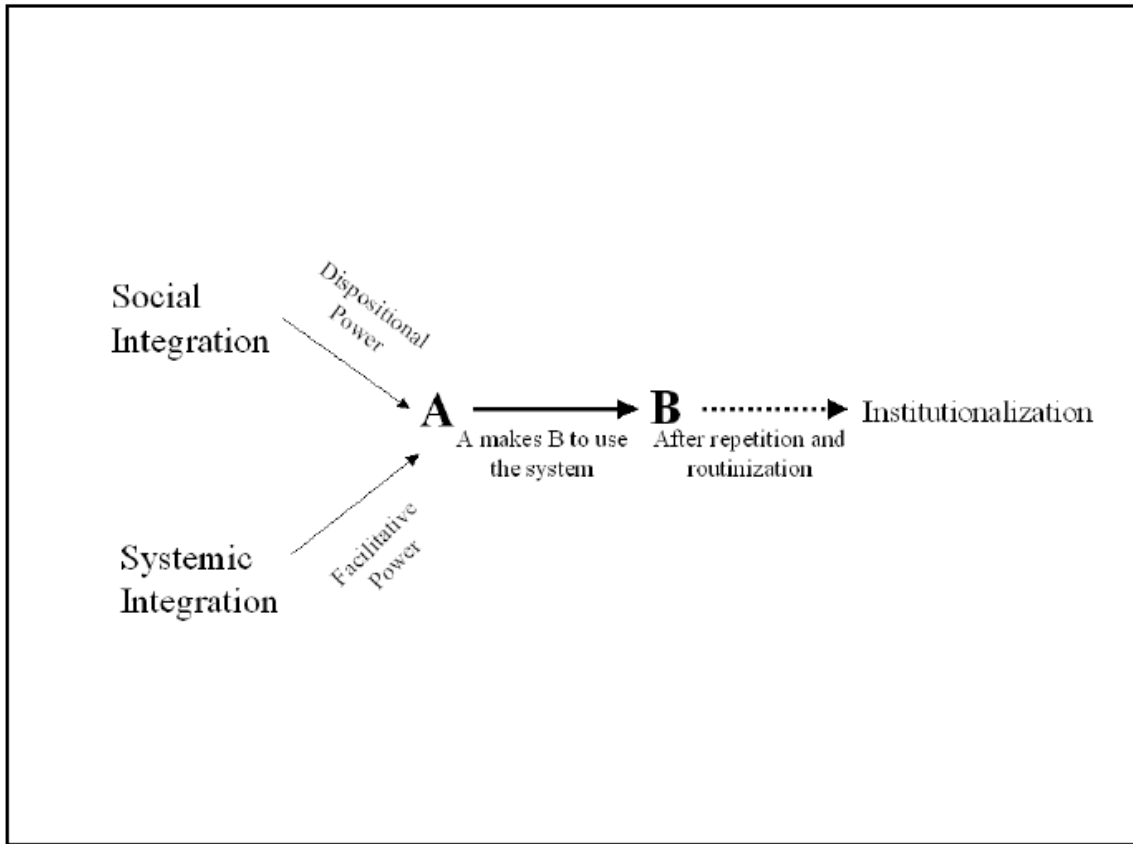 Social
Integration
Dispositional
Power
A
A makes B to use
the system
B
After repetition and
routinization
Institutionalization
Systemic
Integration
Facilitative
Power